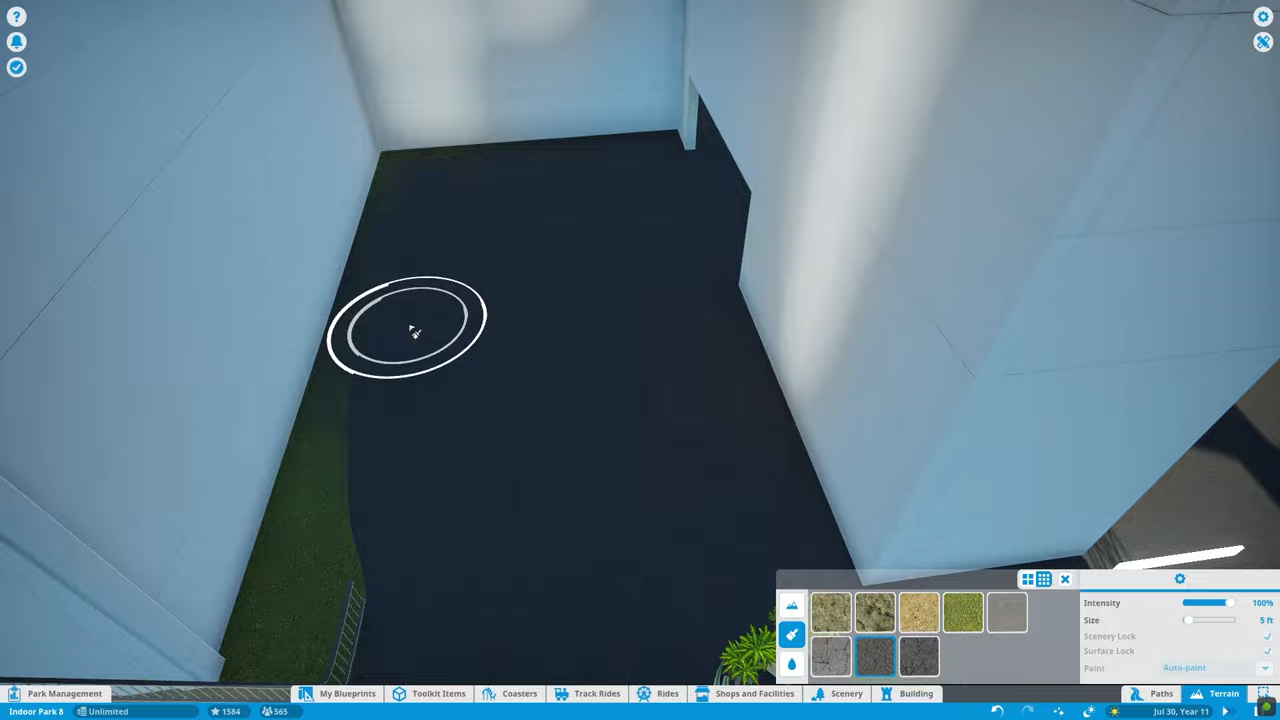 Intensity 100%
Size 5 ft
Scenery Lock
Surface Lock
Paint Auto-paint
Park Management My Blueprints Toolkit Items Coasters Track Rides Rides Shops and Facilities Scenery Building Paths Terrain
Indoor Park 8 Unlimited 1584 565 Jul 30, Year 11